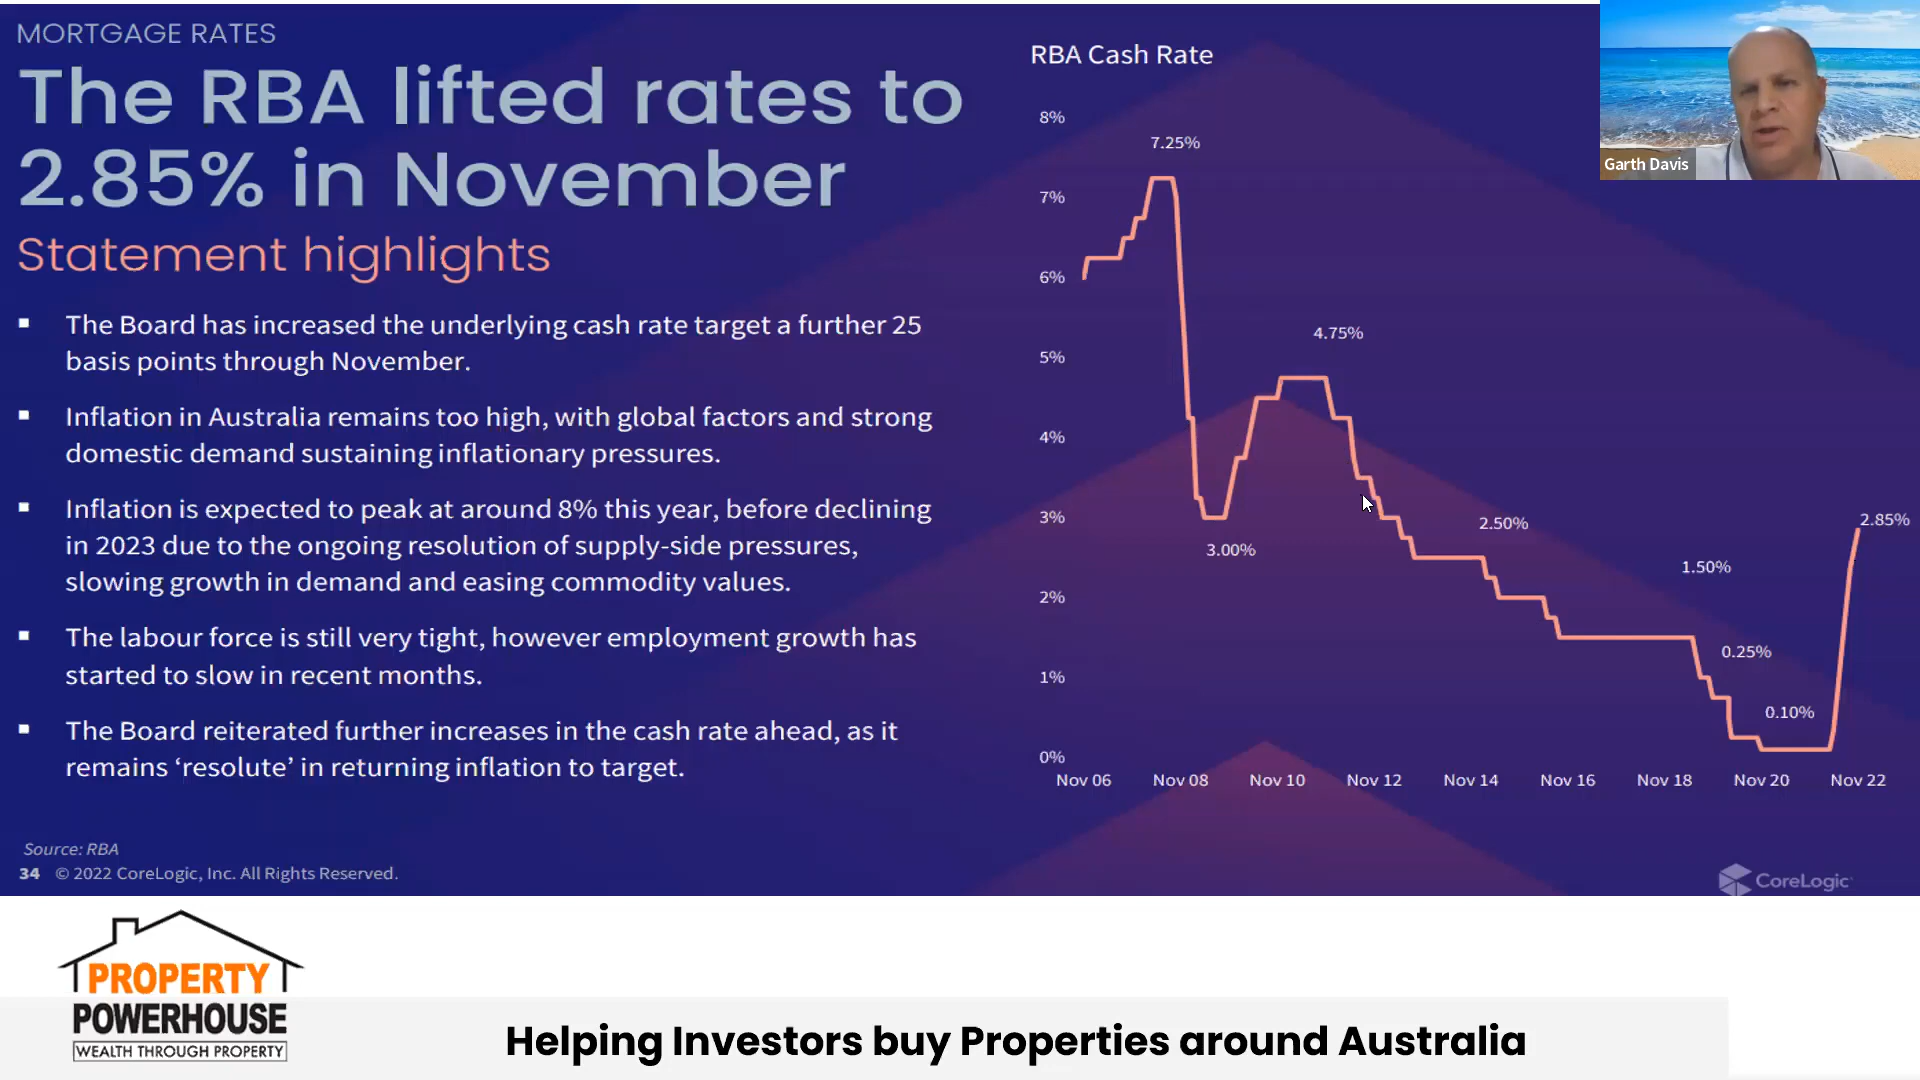 MORTGAGE RATES
The RBA lifted rates to
2.85% in November
Statement highlights
▪ The Board has increased the underlying cash rate target a further 25
basis points through November.
▪ Inflation in Australia remains too high, with global factors and strong
domestic demand sustaining inflationary pressures.
▪ Inflation is expected to peak at around 8% this year, before declining
in 2023 due to the ongoing resolution of supply-side pressures,
slowing growth in demand and easing commodity values.
▪ The labour force is still very tight, however employment growth has
started to slow in recent months.
▪ The Board reiterated further increases in the cash rate ahead, as it
remains ‘resolute’ in returning inflation to target.
Source: RBA
34 © 2022 CoreLogic, Inc. All Rights Reserved.
RBA Cash Rate
8%
7%
6%
5%
4%
3%
2%
1%
0%
7.25%
4.75%
3.00%
2.50%
1.50%
0.25%
0.10%
2.85%
Nov 06 Nov 08 Nov 10 Nov 12 Nov 14 Nov 16 Nov 18 Nov 20 Nov 22
CoreLogic
Garth Davis
PROPERTY
POWERHOUSE
WEALTH THROUGH PROPERTY
Helping Investors buy Properties around Australia